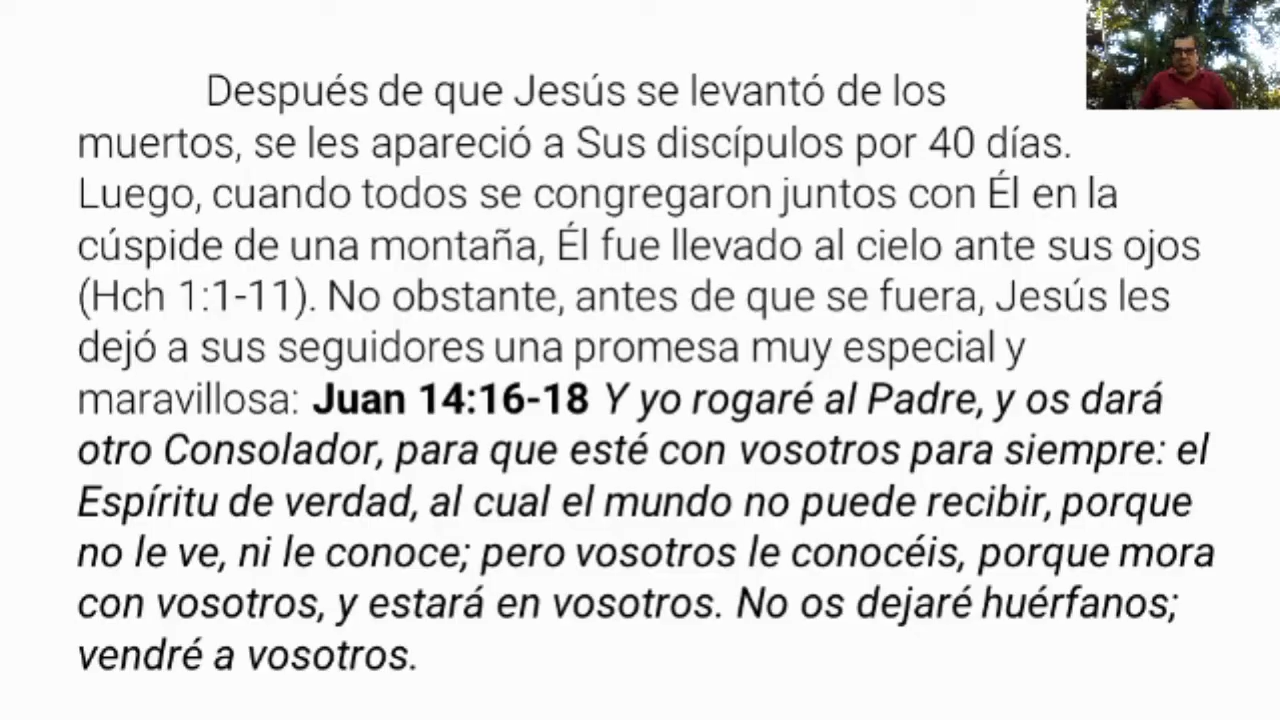 Después de que Jesús se levantó de los
muertos, se les apareció a Sus discípulos por 40 días.
Luego, cuando todos se congregaron juntos con Él en la
cúspide de una montaña, Él fue llevado al cielo ante sus ojos
(Hch 1:1-11). No obstante, antes de que se fuera, Jesús les
dejó a sus seguidores una promesa muy especial y
maravillosa: Juan 14:16-18 Y yo rogaré al Padre, y os dará
otro Consolador, para que esté con vosotros para siempre: el
Espíritu de verdad, al cual el mundo no puede recibir, porque
no le ve, ni le conoce; pero vosotros le conocéis, porque mora
con vosotros, y estará en vosotros. No os dejaré huérfanos;
vendré a vosotros.